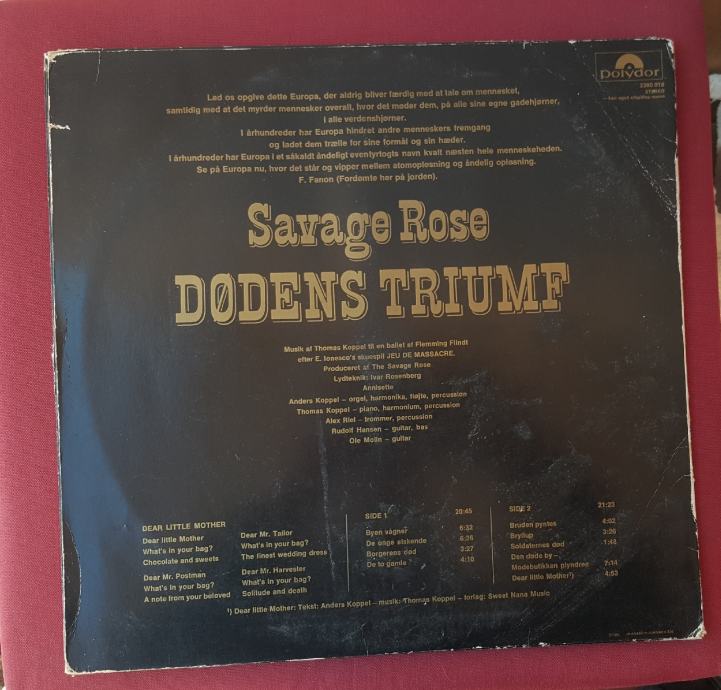 polydor
STEREO
Lad os opgive dette Europa, der aldrig bliver færdig med at tale om mennesket,
samtidig med at det myrder mennesker overalt, hvor det møder dem, på alle sine egne gadehjørner,
i alle verdenshjørner.
I århundreder har Europa hindret andre menneskers fremgang
og ladet dem trælle for sine formål og sin hæder.
I århundreder har Europa i et såkaldt åndeligt eventyrtogts navn kvalt næsten hele menneskeheden.
Se på Europa nu, hvor det står og vipper mellem atomopløsning og åndelig opløsning.
F. Fanon (Fordømte her på jorden).
Savage Rose
DØDENS TRIUMF
Musik af Thomas Koppel til en ballet af Flemming Flindt
efter E. Ionesco's skuespil JEU DE MASSACRE.
Produceret af The Savage Rose
Lydteknik: Ivar Rosenberg
Annisette
Anders Koppel – orgel, harmonika, fløjte, percussion
Thomas Koppel – piano, harmonium, percussion
Alex Riel – trommer, percussion
Rudolf Hansen – guitar, bas
Ole Molin – guitar
DEAR LITTLE MOTHER
Dear little Mother
What's in your bag?
Chocolate and sweets
Dear Mr. Postman
What's in your bag?
A note from your beloved
Dear Mr. Tailor
What's in your bag?
The finest wedding dress
Dear Mr. Harvester
What's in your bag?
Solitude and death
SIDE 1 20:45
Byen vågner 6:32
De unge elskende 6:26
Borgerens død 3:27
De to gamle 4:10
SIDE 2 21:23
Bruden pyntes 4:02
Bryllup 3:26
Soldaternes død 1:48
Den døde by –
Modebutikken plyndres 7:14
Dear little Mother¹) 4:53
¹) Dear little Mother: Tekst: Anders Koppel – musik: Thomas Koppel – forlag: Sweet Nana Music